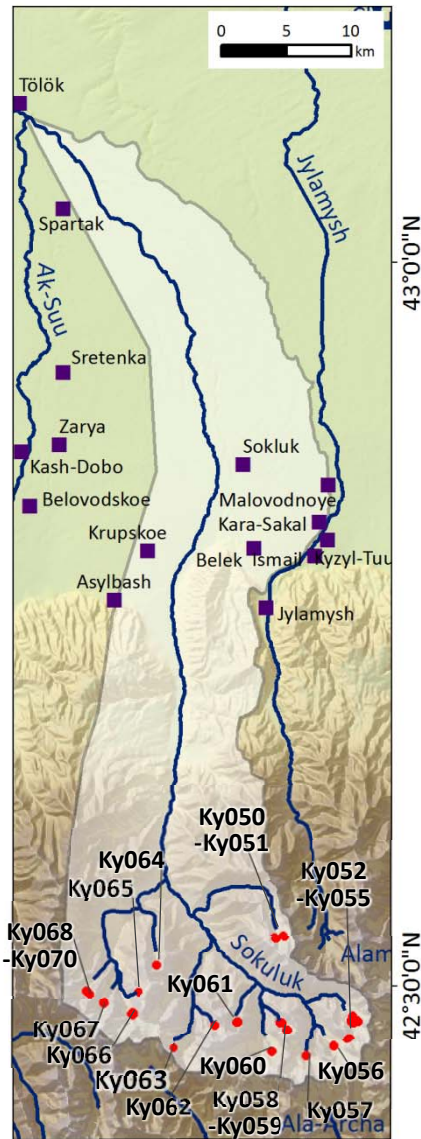 0 5 10
km
Tölök
Jylamysh
Spartak
43°0'0"N
Ak-Suu
Sretenka
Zarya
Sokluk
Kash-Dobo
Malovodnoye
Belovodskoe
Kara-Sakal
Krupskoe
Belek Ismail Kyzyl-Tuu
Asylbash
Jylamysh
Ky050
-Ky051
Ky064
Ky052
-Ky055
Ky065
Ky068
-Ky070
Sokuluk
Alam
42°30'0"N
Ky061
Ky067
Ky066
Ky056
Ky063
Ky060
Ky062
Ky058
-Ky059
Ky057
Ala-Archa